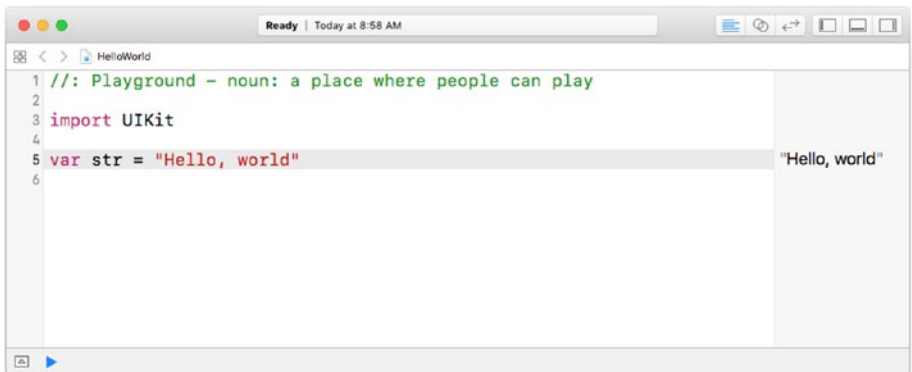 Ready | Today at 8:58 AM
HelloWorld
1 //: Playground – noun: a place where people can play
2
3 import UIKit
4
5 var str = "Hello, world" "Hello, world"
6